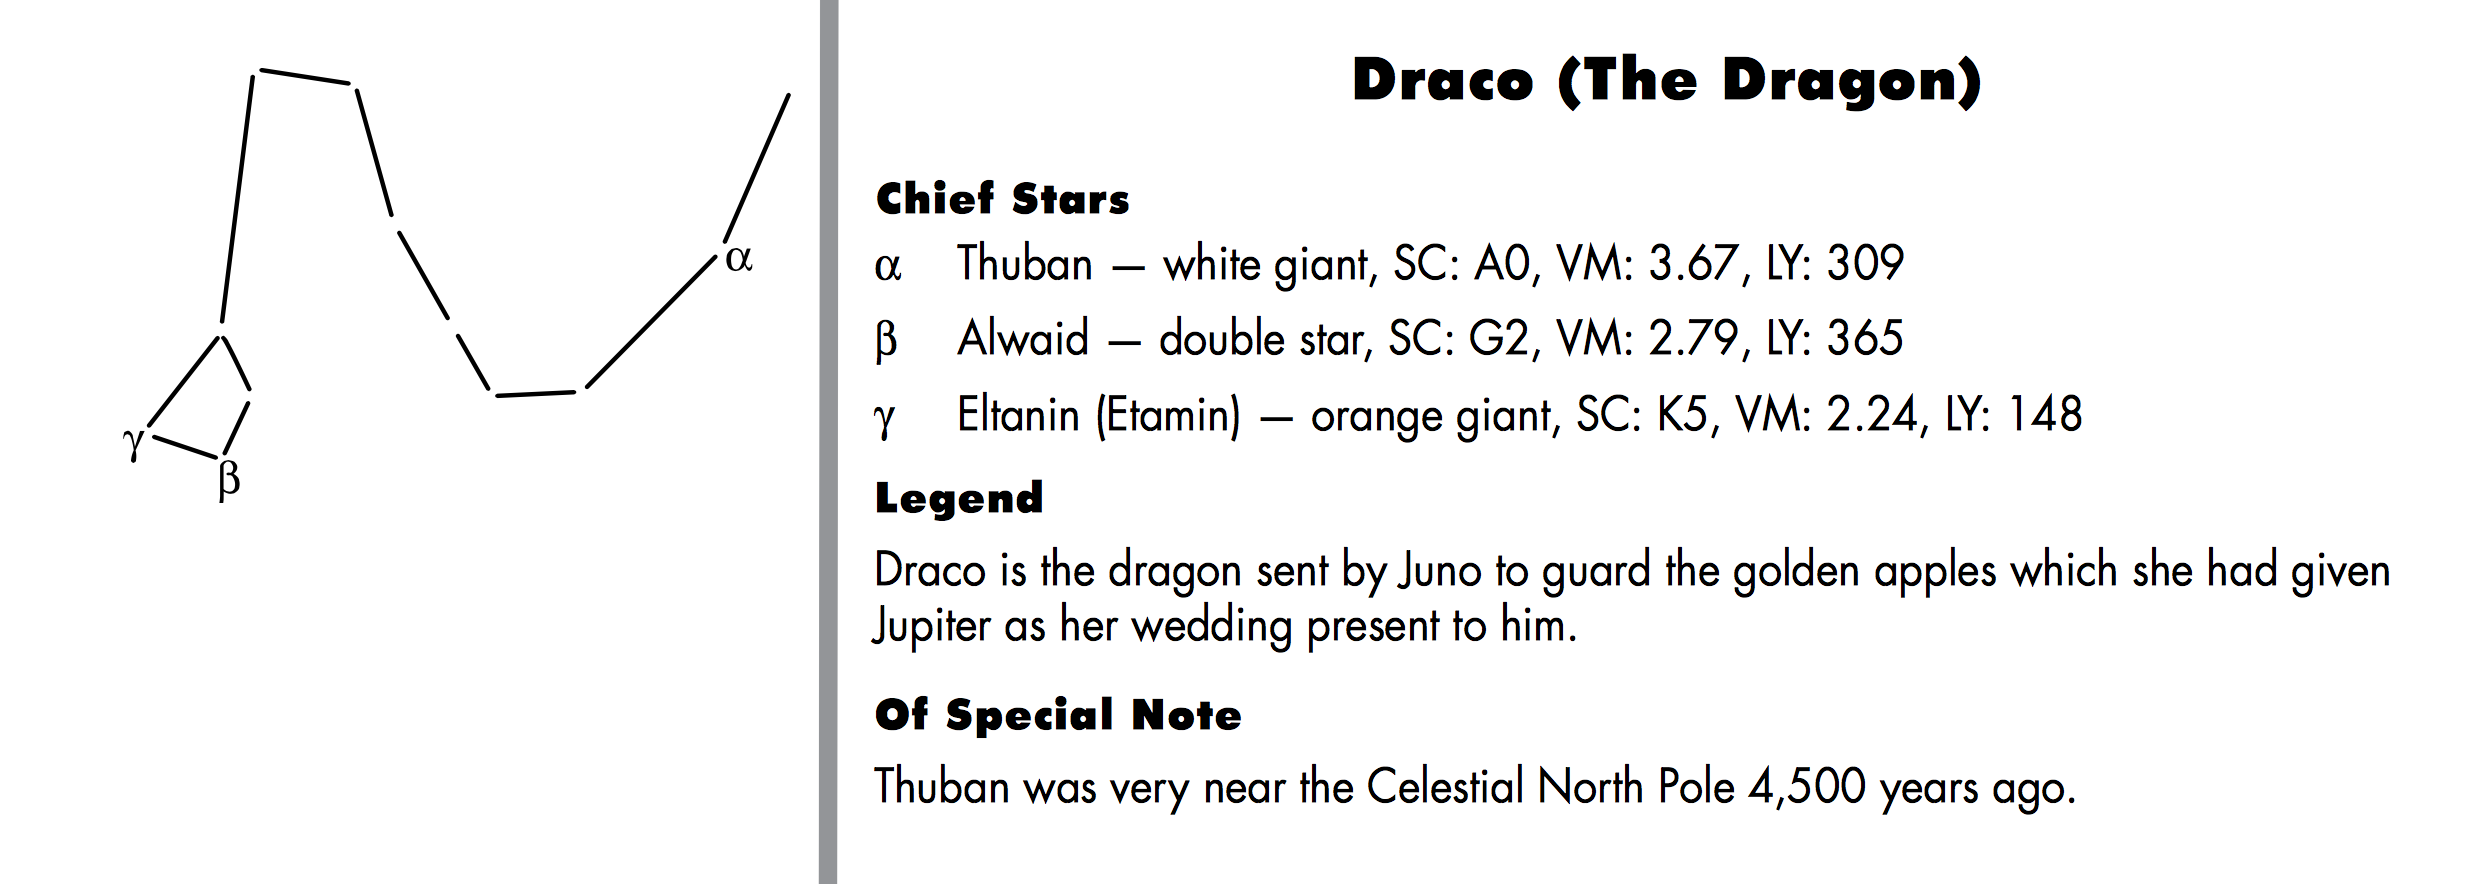 α
γ
β
Draco (The Dragon)
Chief Stars
α Thuban — white giant, SC: A0, VM: 3.67, LY: 309
β Alwaid — double star, SC: G2, VM: 2.79, LY: 365
γ Eltanin (Etamin) — orange giant, SC: K5, VM: 2.24, LY: 148
Legend
Draco is the dragon sent by Juno to guard the golden apples which she had given
Jupiter as her wedding present to him.
Of Special Note
Thuban was very near the Celestial North Pole 4,500 years ago.